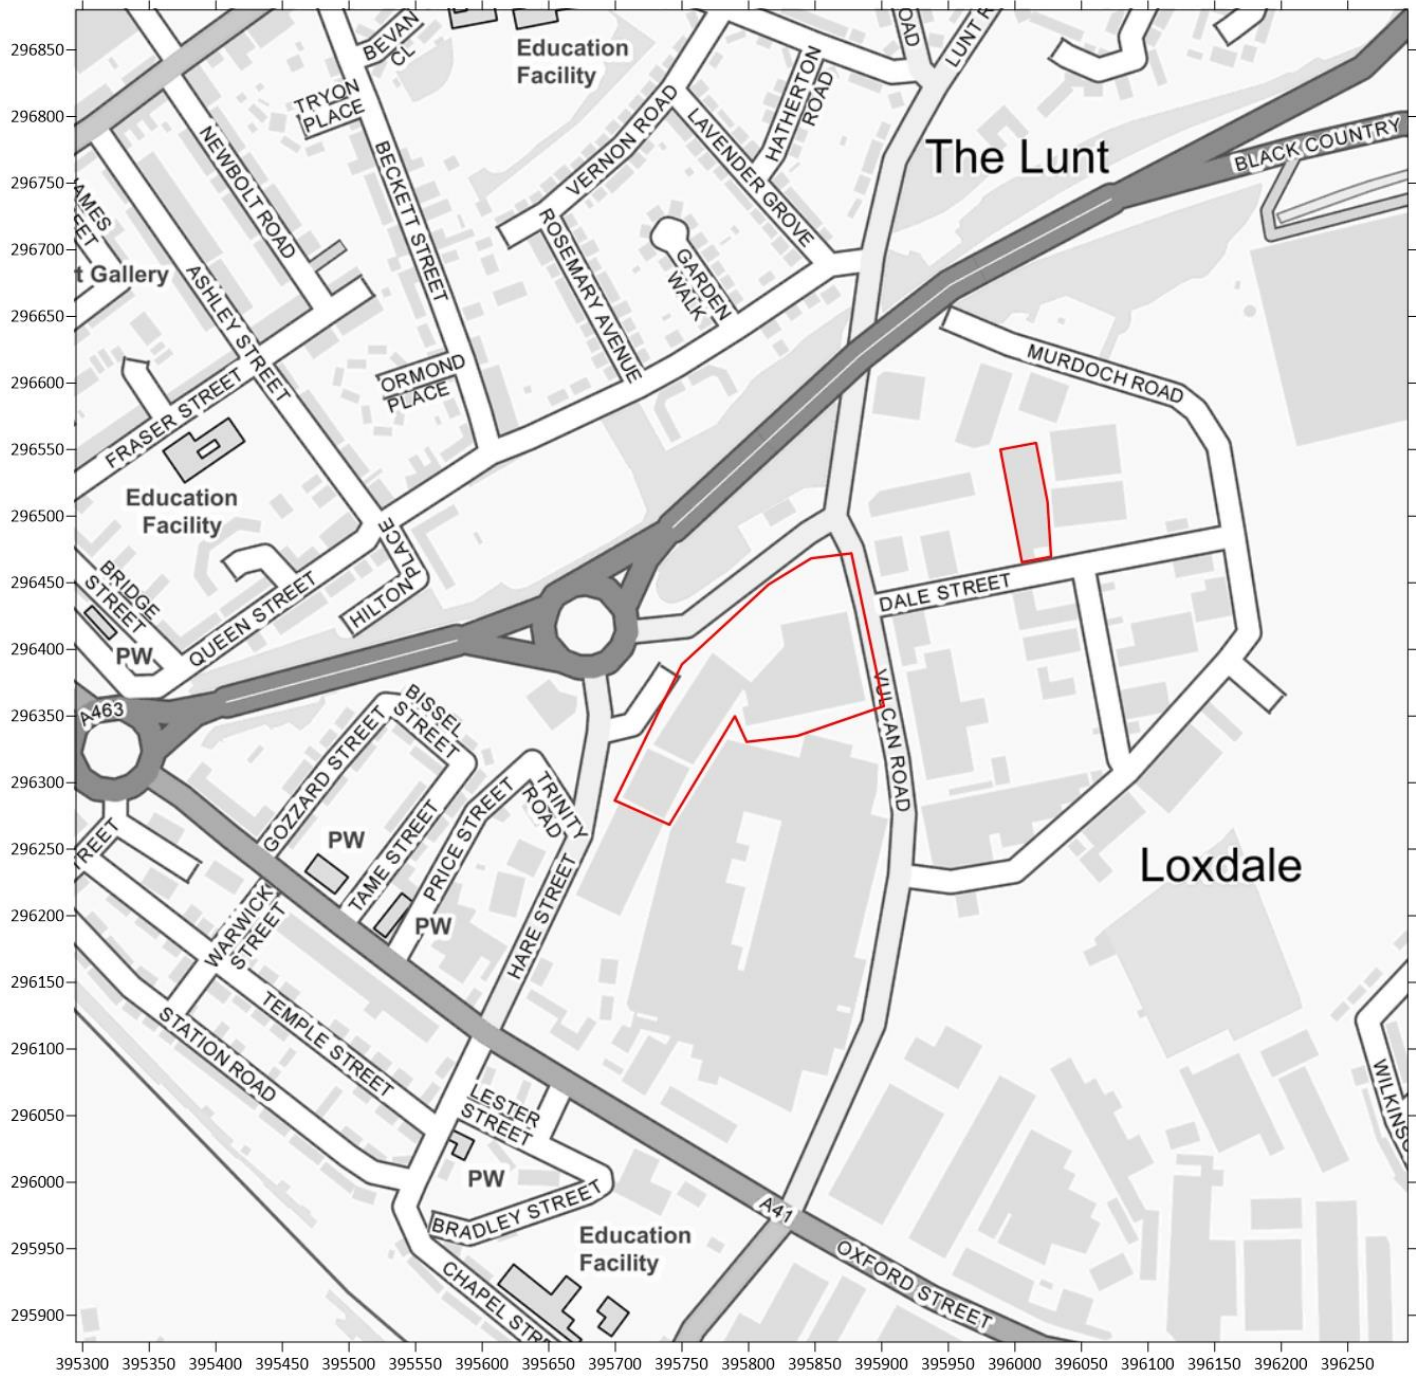 296850
296800
296750
296700
296650
296600
296550
296500
296450
296400
296350
296300
296250
296200
296150
296100
296050
296000
295950
295900
BEVAN
CL
Education
Facility
OAD
LUNT R
TRYON
PLACE
HATHERTON
ROAD
NEWBOLT ROAD
BECKETT STREET
VERNON ROAD
LAVENDER GROVE
The Lunt
BLACK COUNTRY
AMES
EET
t Gallery
ASHLEY STREET
ROSEMARY AVENUE
GARDEN
WALK
ORMOND
PLACE
MURDOCH ROAD
FRASER STREET
Education
Facility
HILTON PLACE
BRIDGE
STREET
QUEEN STREET
PW
DALE STREET
A463
BISSEL
STREET
GOZZARD STREET
VULCAN ROAD
TRINITY
ROAD
PRICE STREET
TAME STREET
PW
TREET
Loxdale
HARE STREET
WARWICK
STREET
PW
TEMPLE STREET
STATION ROAD
LESTER
STREET
WILKINSO
PW
BRADLEY STREET
A41
Education
Facility
OXFORD STREET
CHAPEL STR
395300 395350 395400 395450 395500 395550 395600 395650 395700 395750 395800 395850 395900 395950 396000 396050 396100 396150 396200 396250